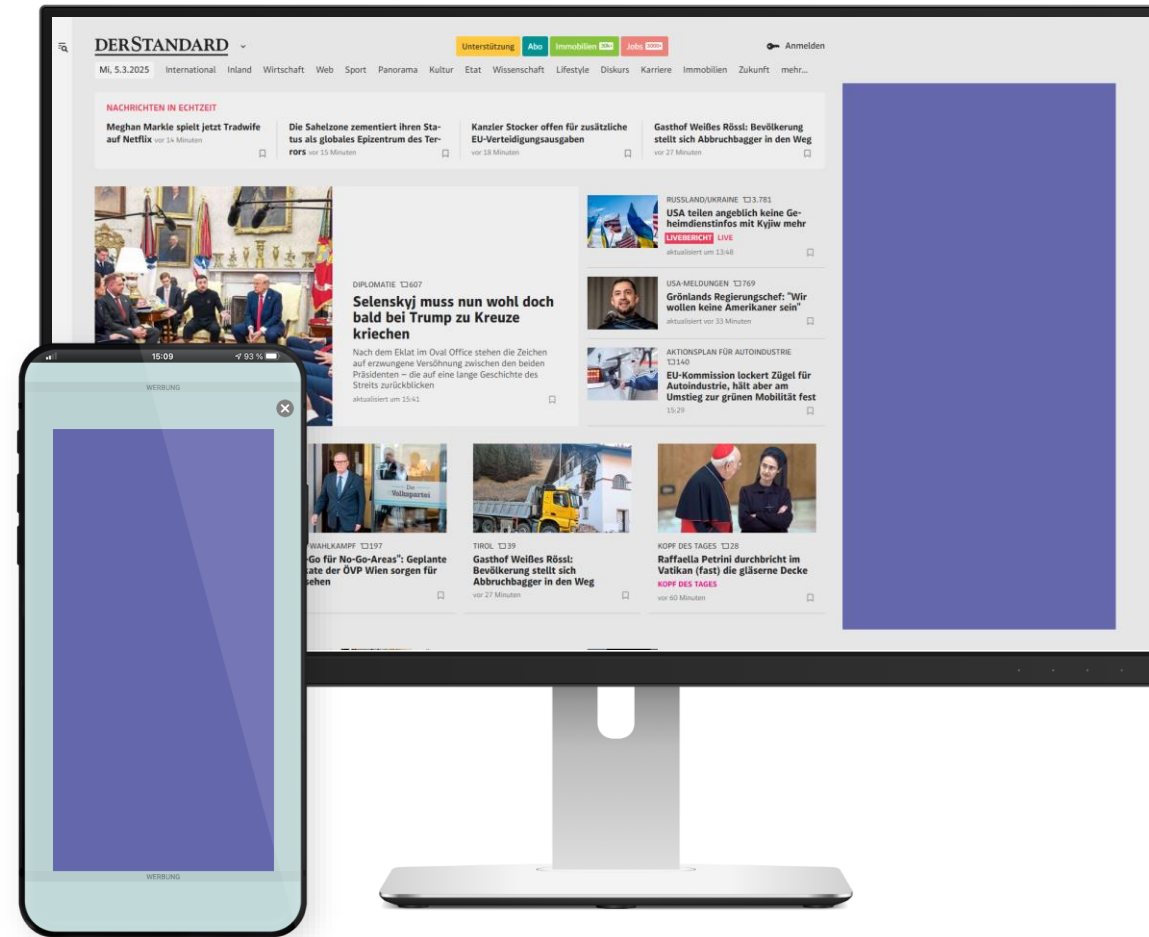 DERSTANDARD
Unterstützung Abo Immobilien Jobs
Anmelden
Mi, 5.3.2025 International Inland Wirtschaft Web Sport Panorama Kultur Etat Wissenschaft Lifestyle Diskurs Karriere Immobilien Zukunft mehr...
NACHRICHTEN IN ECHTZEIT
Meghan Markle spielt jetzt Tradwife
auf Netflix vor 14 Minuten
Die Sahelzone zementiert ihren Sta-
tus als globales Epizentrum des Ter-
rors vor 15 Minuten
Kanzler Stocker offen für zusätzliche
EU-Verteidigungsausgaben
vor 18 Minuten
Gasthof Weißes Rössl: Bevölkerung
stellt sich Abbruchbagger in den Weg
vor 27 Minuten
DIPLOMATIE 607
Selenskyj muss nun wohl doch
bald bei Trump zu Kreuze
kriechen
Nach dem Eklat im Oval Office stehen die Zeichen
auf erzwungene Versöhnung zwischen den beiden
Präsidenten – die auf eine lange Geschichte des
Streits zurückblicken
aktualisiert um 15:41
RUSSLAND/UKRAINE 3.781
USA teilen angeblich keine Ge-
heimdienstinfos mit Kyjiw mehr
LIVEBERICHT LIVE
aktualisiert um 13:48
USA-MELDUNGEN 769
Grönlands Regierungschef: "Wir
wollen keine Amerikaner sein"
aktualisiert vor 33 Minuten
AKTIONSPLAN FÜR AUTOINDUSTRIE
140
EU-Kommission lockert Zügel für
Autoindustrie, hält aber am
Umstieg zur grünen Mobilität fest
15:29
Die
Volkspartei
WAHLKAMPF 197
-Go für No-Go-Areas": Geplante
ate der ÖVP Wien sorgen für
sehen
TIROL 39
Gasthof Weißes Rössl:
Bevölkerung stellt sich
Abbruchbagger in den Weg
vor 27 Minuten
KOPF DES TAGES 28
Raffaella Petrini durchbricht im
Vatikan (fast) die gläserne Decke
KOPF DES TAGES
vor 60 Minuten
15:09 93 %
WERBUNG
WERBUNG